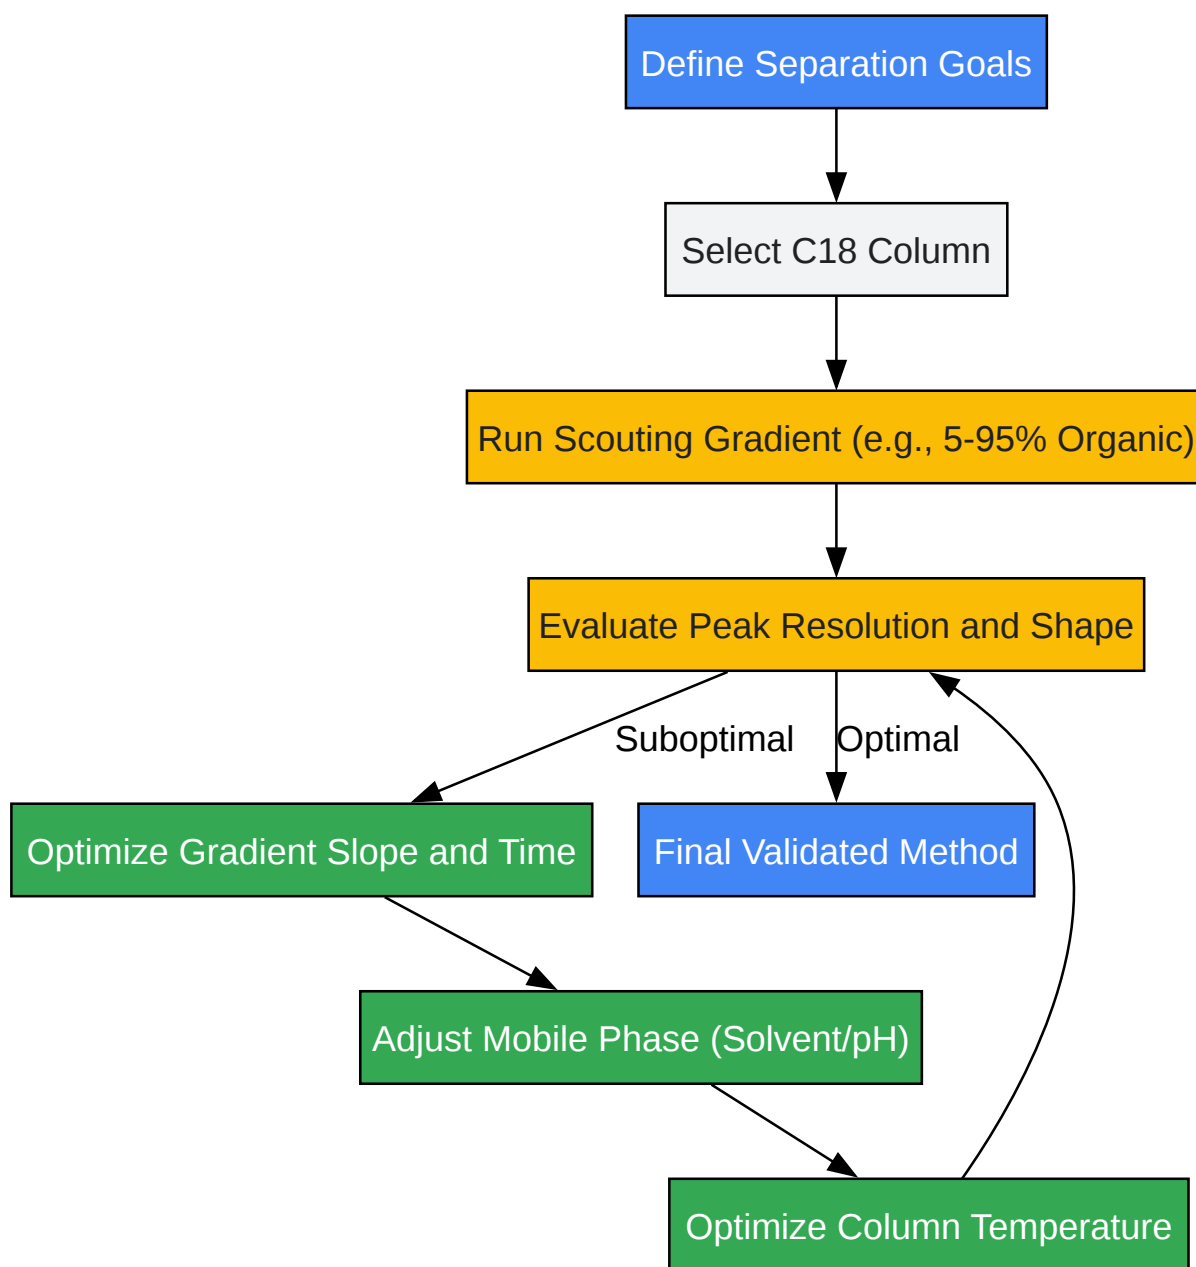 Define Separation Goals
Select C18 Column
Run Scouting Gradient (e.g., 5-95% Organic)
Evaluate Peak Resolution and Shape
Suboptimal
Optimal
Optimize Gradient Slope and Time
Final Validated Method
Adjust Mobile Phase (Solvent/pH)
Optimize Column Temperature